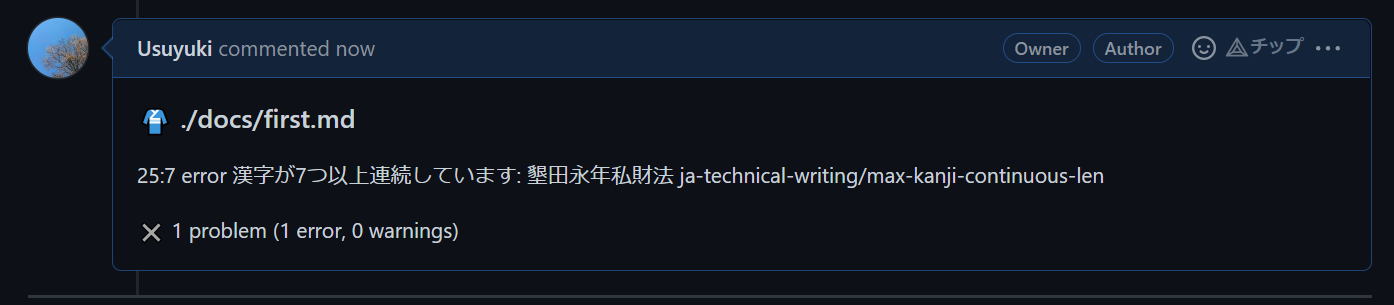 Usuyuki commented now Owner Author チップ
./docs/first.md
25:7 error 漢字が7つ以上連続しています: 墾田永年私財法 ja-technical-writing/max-kanji-continuous-len
1 problem (1 error, 0 warnings)